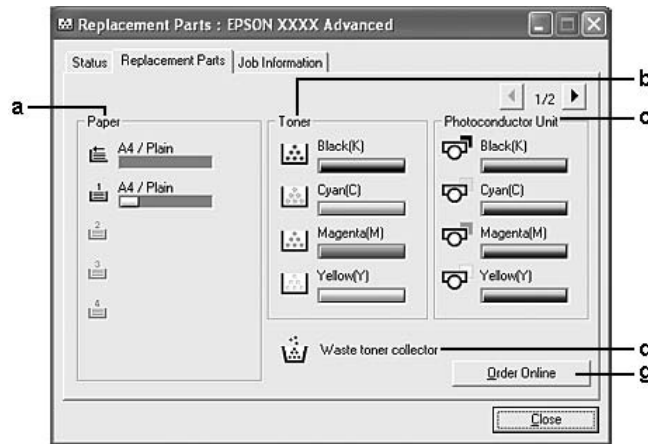 Replacement Parts : EPSON XXXX Advanced
Status Replacement Parts Job Information
1/2
a
b
c
Paper
Toner
Photoconductor Unit
A4 / Plain
Black(K)
Black(K)
1
A4 / Plain
Cyan(C)
Cyan(C)
2
Magenta(M)
Magenta(M)
3
Yellow(Y)
Yellow(Y)
4
Waste toner collector
d
Order Online
g
Close